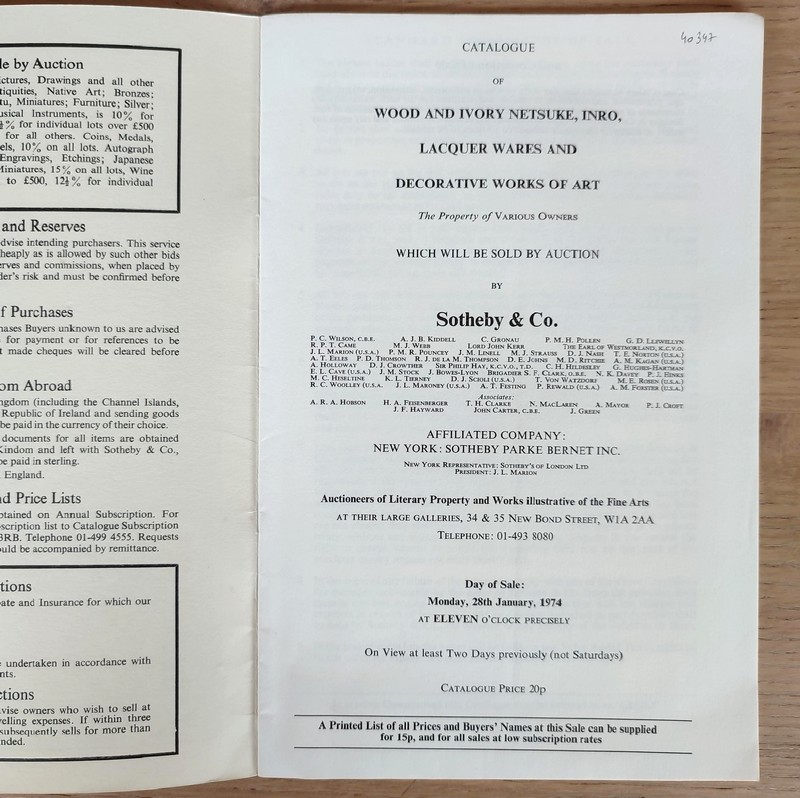 le by Auction
ictures, Drawings and all other
tiquities, Native Art; Bronzes;
tu, Miniatures; Furniture; Silver;
usical Instruments, is 10% for
½% for individual lots over £500
for all others. Coins, Medals,
els, 10% on all lots. Autograph
Engravings, Etchings; Japanese
Miniatures, 15% on all lots, Wine
to £500, 12½% for individual
and Reserves
dvise intending purchasers. This service
heaply as is allowed by such other bids
erves and commissions, when placed by
der's risk and must be confirmed before
f Purchases
hases Buyers unknown to us are advised
for payment or for references to be
t made cheques will be cleared before
om Abroad
ngdom (including the Channel Islands,
Republic of Ireland and sending goods
be paid in the currency of their choice.
documents for all items are obtained
Kindom and left with Sotheby & Co.,
be paid in sterling.
England.
nd Price Lists
otained on Annual Subscription. For
scription list to Catalogue Subscription
3RB. Telephone 01-499 4555. Requests
ould be accompanied by remittance.
tions
ate and Insurance for which our
e undertaken in accordance with
nts.
ctions
vise owners who wish to sell at
velling expenses. If within three
subsequently sells for more than
nded.
40347
CATALOGUE
OF
WOOD AND IVORY NETSUKE, INRO,
LACQUER WARES AND
DECORATIVE WORKS OF ART
The Property of VARIOUS OWNERS
WHICH WILL BE SOLD BY AUCTION
BY
Sotheby & Co.
P. C. WILSON, C.B.E. A. J. B. KIDDELL C. GRONAU P. M. H. POLLEN G. D. LLEWELLYN
R. P. T. CAME M. J. WEBB LORD JOHN KERR THE EARL OF WESTMORLAND, K.C.V.O.
J. L. MARION (U.S.A.) P. M. R. POUNCEY J. M. LINELL M. J. STRAUSS D. J. NASH T. E. NORTON (U.S.A.)
A. T. EELES P. D. THOMSON R. J. DE LA M. THOMPSON D. E. JOHNS M. D. RITCHIE A. M. KAGAN (U.S.A.)
A. HOLLOWAY D. J. CROWTHER SIR PHILIP HAY, K.C.V.O., T.D. C. H. HILDESLEY G. HUGHES-HARTMAN
E. L. CAVE (U.S.A.) J. M. STOCK J. BOWES-LYON BRIGADIER S. F. CLARK, O.B.E. N. K. DAVEY P. J. HINKS
M. C. HESELTINE K. L. TIERNEY D. J. SCIOLI (U.S.A.) T. VON WATZDORF M. E. ROSEN (U.S.A.)
R. C. WOOLLEY U.S.A. J. L. MARONEY (U.S.A.) A. T. FESTING P. REWALD (U.S.A.) A. M. FORSTER (U.S.A.)
Associates:
A. R. A. HOBSON H. A. FEISENBERGER T. H. CLARKE N. MACLAREN A. MAYOR P. J. CROFT
J. F. HAYWARD JOHN CARTER, C.B.E. J. GREEN
AFFILIATED COMPANY:
NEW YORK: SOTHEBY PARKE BERNET INC.
NEW YORK REPRESENTATIVE: SOTHEBY'S OF LONDON LTD
PRESIDENT: J. L. MARION
Auctioneers of Literary Property and Works illustrative of the Fine Arts
AT THEIR LARGE GALLERIES, 34 & 35 NEW BOND STREET, W1A 2AA
TELEPHONE: 01-493 8080
Day of Sale:
Monday, 28th January, 1974
AT ELEVEN O'CLOCK PRECISELY
On View at least Two Days previously (not Saturdays)
CATALOGUE PRICE 20p
A Printed List of all Prices and Buyers' Names at this Sale can be supplied
for 15p, and for all sales at low subscription rates